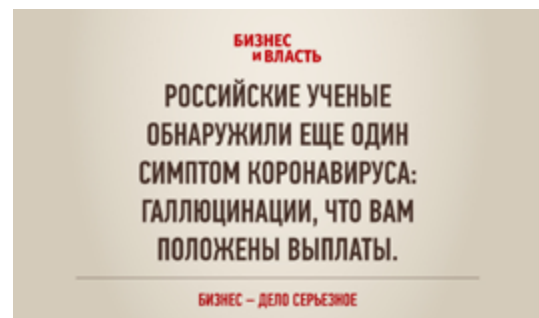 БИЗНЕС
И ВЛАСТЬ
РОССИЙСКИЕ УЧЕНЫЕ
ОБНАРУЖИЛИ ЕЩЕ ОДИН
СИМПТОМ КОРОНАВИРУСА:
ГАЛЛЮЦИНАЦИИ, ЧТО ВАМ
ПОЛОЖЕНЫ ВЫПЛАТЫ.
БИЗНЕС – ДЕЛО СЕРЬЕЗНОЕ